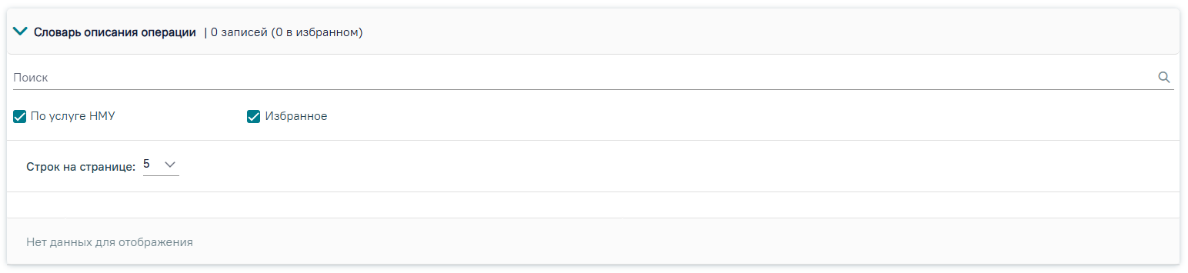 Словарь описания операции | 0 записей (0 в избранном)
Поиск
По услуге НМУ Избранное
Строк на странице: 5
Нет данных для отображения